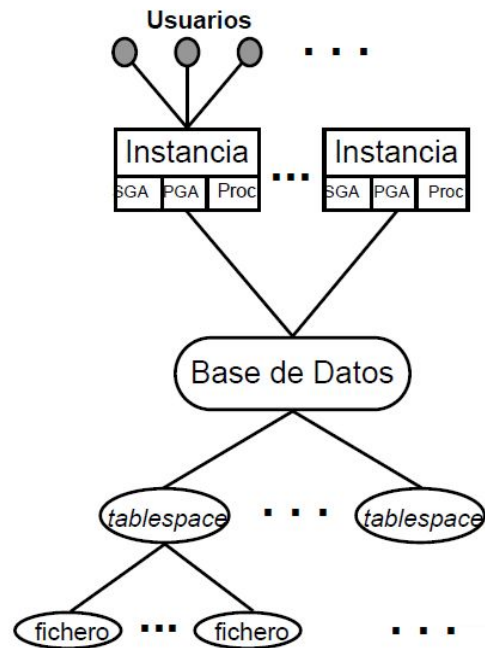 Usuarios
Instancia
SGA PGA Proc
...
Instancia
SGA PGA Proc
Base de Datos
tablespace ... tablespace
fichero ... fichero ...